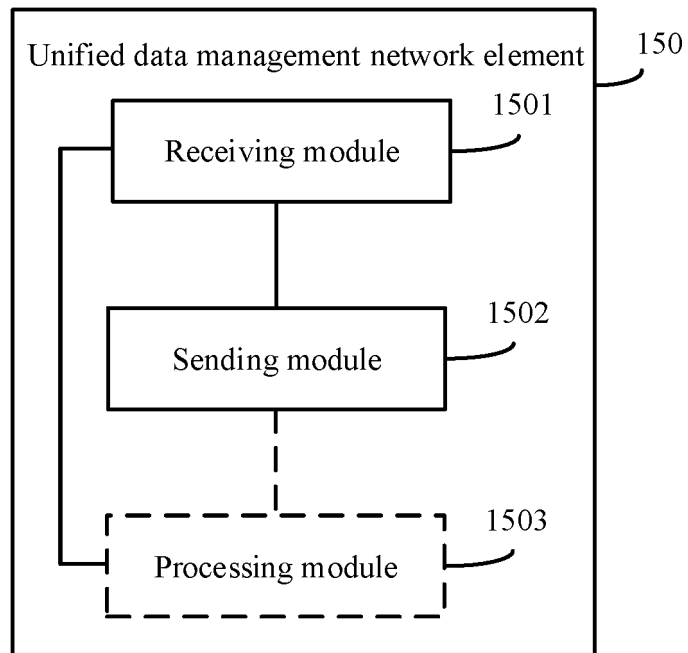 Unified data management network element
150
1501
Receiving module
1502
Sending module
1503
Processing module